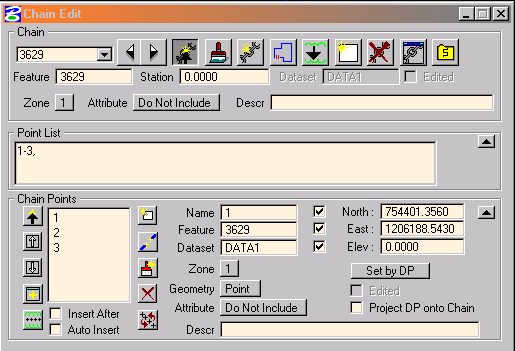 Chain Edit
Chain
3629
Feature 3629 Station 0.0000 Dataset DATA1 Edited
Zone 1 Attribute Do Not Include Descr
Point List
1-3,
Chain Points
1
2
3
Insert After
Auto Insert
Name 1
Feature 3629
Dataset DATA1
Zone 1
Geometry Point
Attribute Do Not Include
Descr
North : 754401.3560
East : 1206188.5430
Elev : 0.0000
Set by DP
Edited
Project DP onto Chain